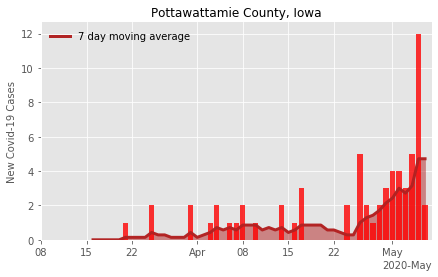 Pottawattamie County, Iowa
7 day moving average
New Covid-19 Cases
12
10
8
6
4
2
0
08 15 22 Apr 08 15 22 May
2020-May